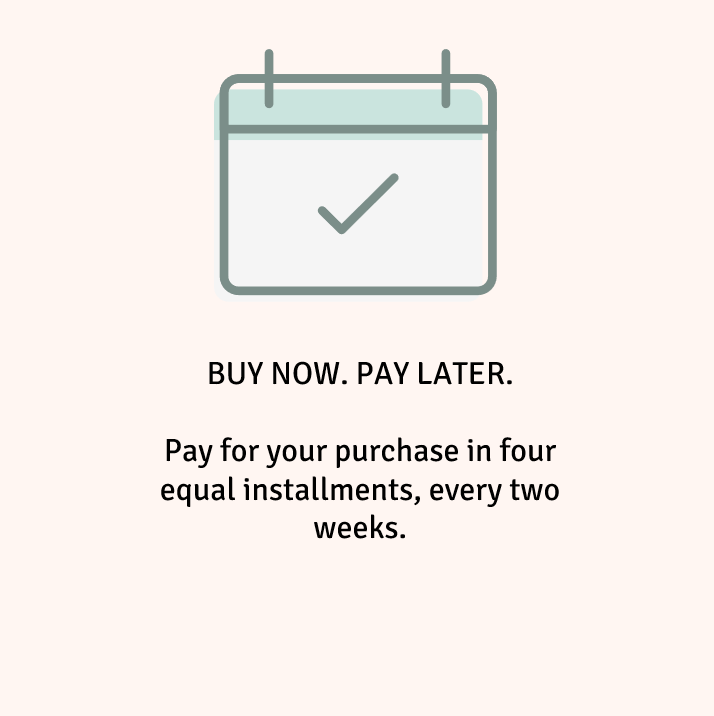 BUY NOW. PAY LATER.
Pay for your purchase in four
equal installments, every two
weeks.